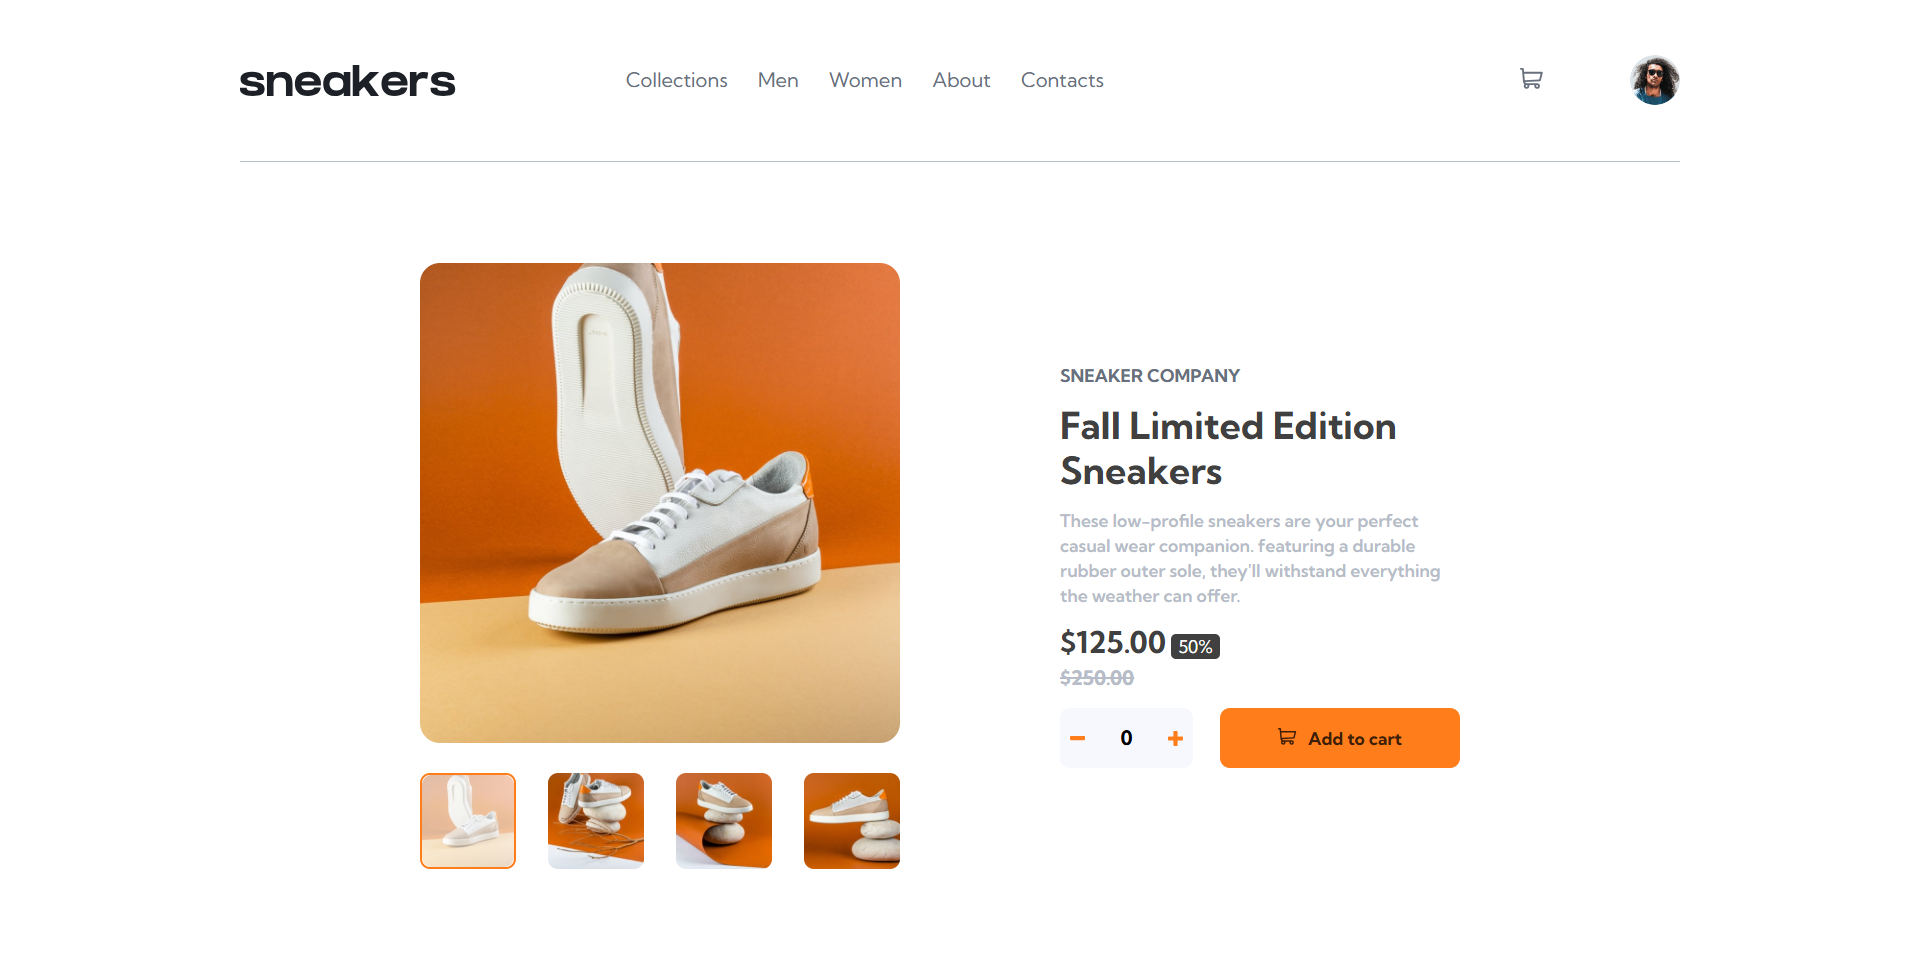 sneakers
Collections Men Women About Contacts
SNEAKER COMPANY
Fall Limited Edition
Sneakers
These low-profile sneakers are your perfect
casual wear companion. featuring a durable
rubber outer sole, they'll withstand everything
the weather can offer.
$125.00 50%
$250.00
0
Add to cart